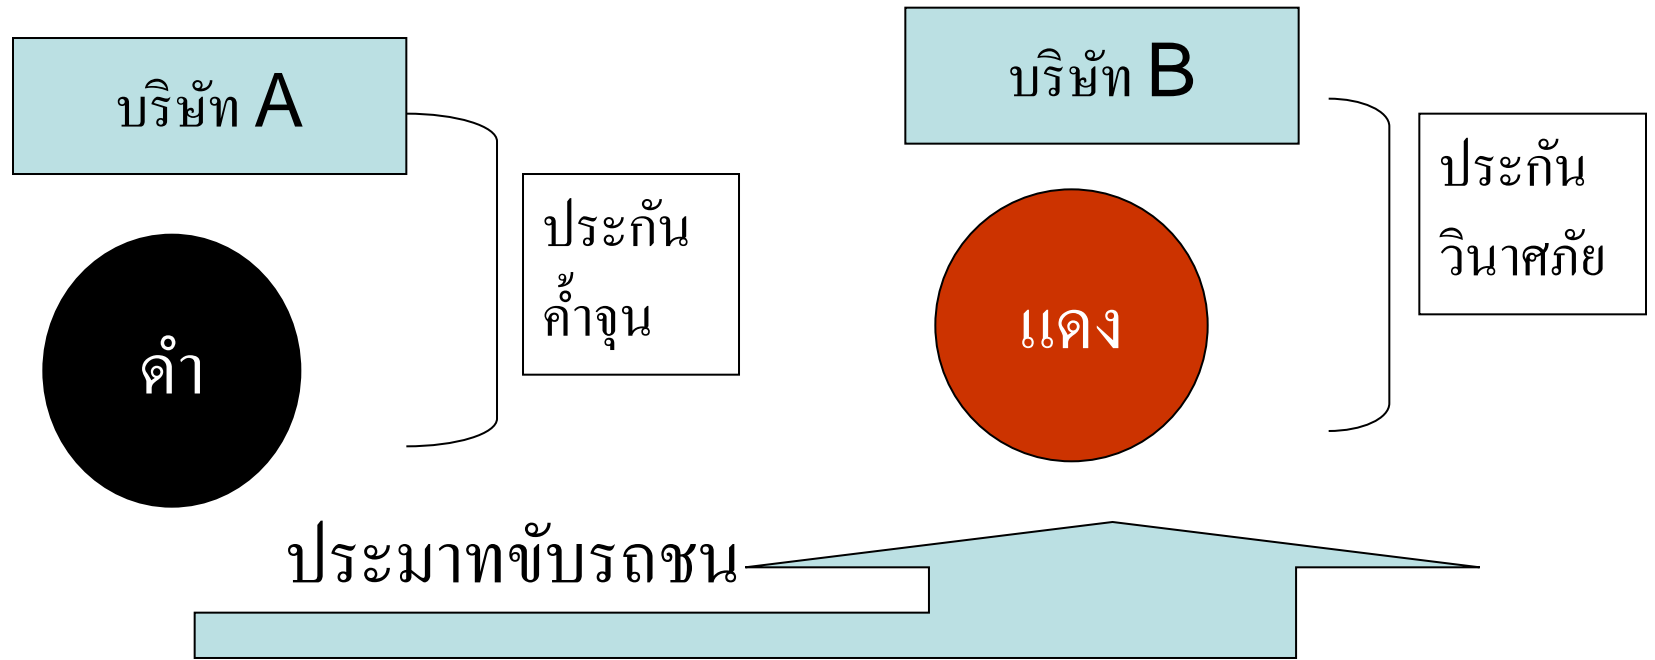 บริษัท A
ดำ
ประกัน
ค้ำจุน
บริษัท B
แดง
ประกัน
วินาศภัย
ประมาทขับรถชน